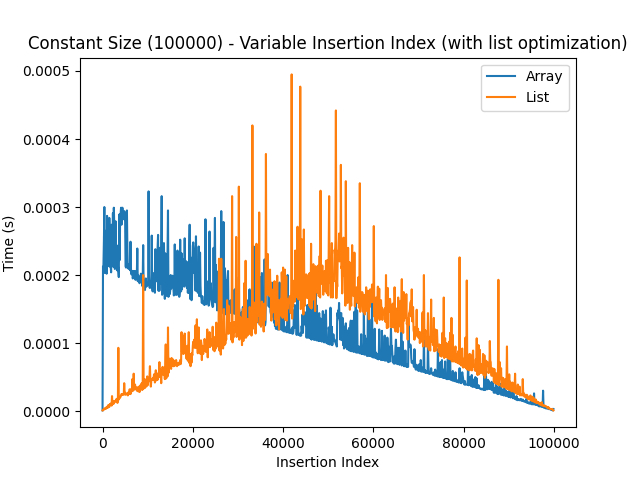 Constant Size (100000) - Variable Insertion Index (with list optimization)
Array
List
Time (s)
0.0005
0.0004
0.0003
0.0002
0.0001
0.0000
0
20000
40000
60000
80000
100000
Insertion Index